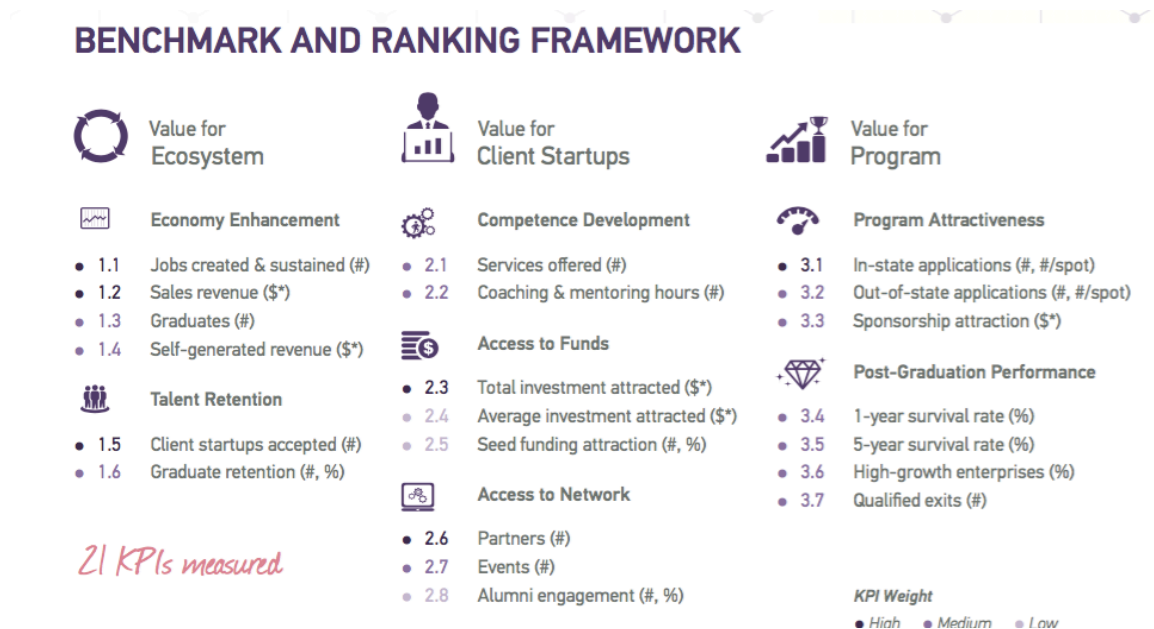 BENCHMARK AND RANKING FRAMEWORK
Value for
Ecosystem
Economy Enhancement
1.1 Jobs created & sustained (#)
1.2 Sales revenue ($*)
1.3 Graduates (#)
1.4 Self-generated revenue ($*)
Talent Retention
1.5 Client startups accepted (#)
1.6 Graduate retention (#, %)
21 KPIs measured
Value for
Client Startups
Competence Development
2.1 Services offered (#)
2.2 Coaching & mentoring hours (#)
Access to Funds
2.3 Total investment attracted ($*)
2.4 Average investment attracted ($*)
2.5 Seed funding attraction (#, %)
Access to Network
2.6 Partners (#)
2.7 Events (#)
2.8 Alumni engagement (#, %)
Value for
Program
Program Attractiveness
3.1 In-state applications (#, #/spot)
3.2 Out-of-state applications (#, #/spot)
3.3 Sponsorship attraction ($*)
Post-Graduation Performance
3.4 1-year survival rate (%)
3.5 5-year survival rate (%)
3.6 High-growth enterprises (%)
3.7 Qualified exits (#)
KPI Weight
High Medium Low